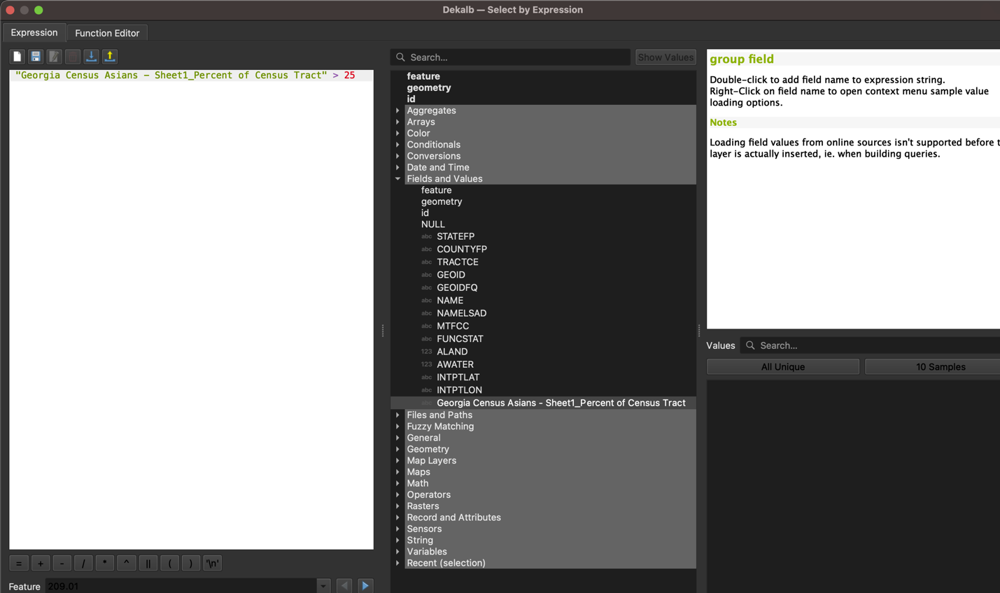 Dekalb — Select by Expression
Expression
Function Editor
"Georgia Census Asians - Sheet1_Percent of Census Tract" > 25
=
+
-
/
*
^
||
(
)
'\n'
Feature 209.01
Search...
Show Values
feature
geometry
id
Aggregates
Arrays
Color
Conditionals
Conversions
Date and Time
Fields and Values
feature
geometry
id
NULL
abc STATEFP
abc COUNTYFP
abc TRACTCE
abc GEOID
abc GEOIDFQ
abc NAME
abc NAMELSAD
abc MTFCC
abc FUNCSTAT
123 ALAND
123 AWATER
abc INTPTLAT
abc INTPTLON
abc Georgia Census Asians - Sheet1_Percent of Census Tract
Files and Paths
Fuzzy Matching
General
Geometry
Map Layers
Maps
Math
Operators
Rasters
Record and Attributes
Sensors
String
Variables
Recent (selection)
group field
Double-click to add field name to expression string.
Right-Click on field name to open context menu sample value
loading options.
Notes
Loading field values from online sources isn't supported before t
layer is actually inserted, ie. when building queries.
Values
Search...
All Unique
10 Samples